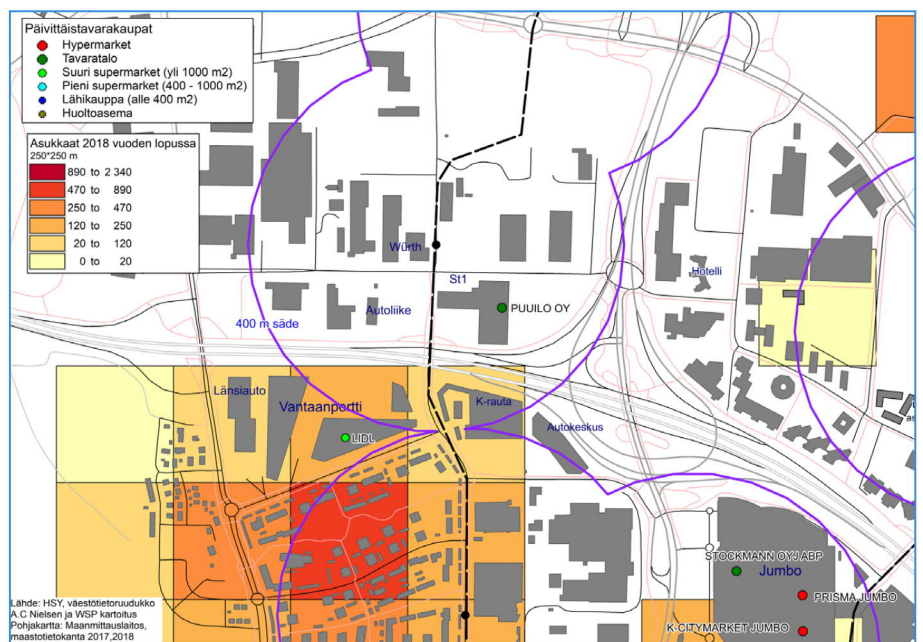 Päivittäistavarakaupat
Hypermarket
Tavaratalo
Suuri supermarket (yli 1000 m2)
Pieni supermarket (400 - 1000 m2)
Lähikauppa (alle 400 m2)
Huoltoasema
Asukkaat 2018 vuoden lopussa
250*250 m
890 to 2 340
470 to 890
250 to 470
120 to 250
20 to 120
0 to 20
Würth
St1
Hotelli
Autoliike
PUUILO OY
400 m säde
Länsiauto
Vantaanportti
K-rauta
LIDL
Autokeskus
STOCKMANN OYJ ABP
Jumbo
PRISMA JUMBO
K-CITYMARKET JUMBO
Lähde: HSY, väestötietoruudukko
A.C Nielsen ja WSP kartoitus
Pohjakartta: Maanmittauslaitos,
maastotietokanta 2017,2018